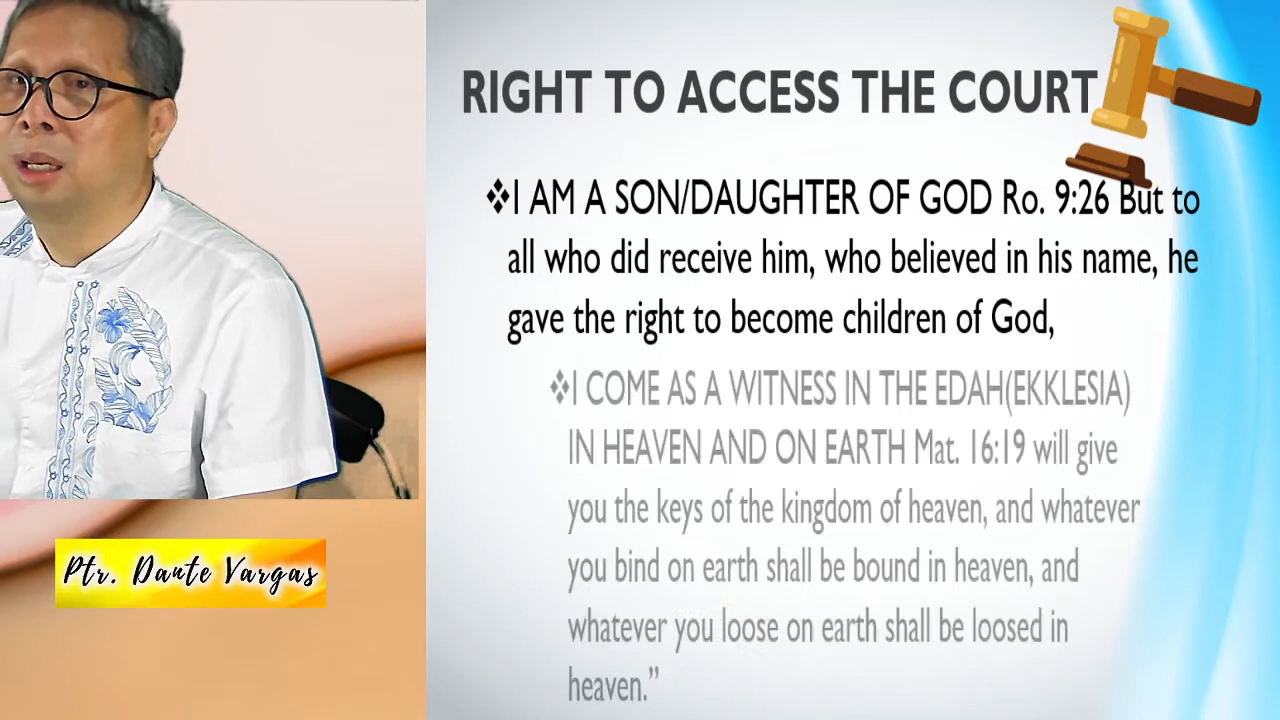 RIGHT TO ACCESS THE COURT
❖I AM A SON/DAUGHTER OF GOD Ro. 9:26 But to
all who did receive him, who believed in his name, he
gave the right to become children of God,
❖I COME AS A WITNESS IN THE EDAH(EKKLESIA)
IN HEAVEN AND ON EARTH Mat. 16:19 will give
you the keys of the kingdom of heaven, and whatever
you bind on earth shall be bound in heaven, and
whatever you loose on earth shall be loosed in
heaven.”
Ptr. Dante Vargas